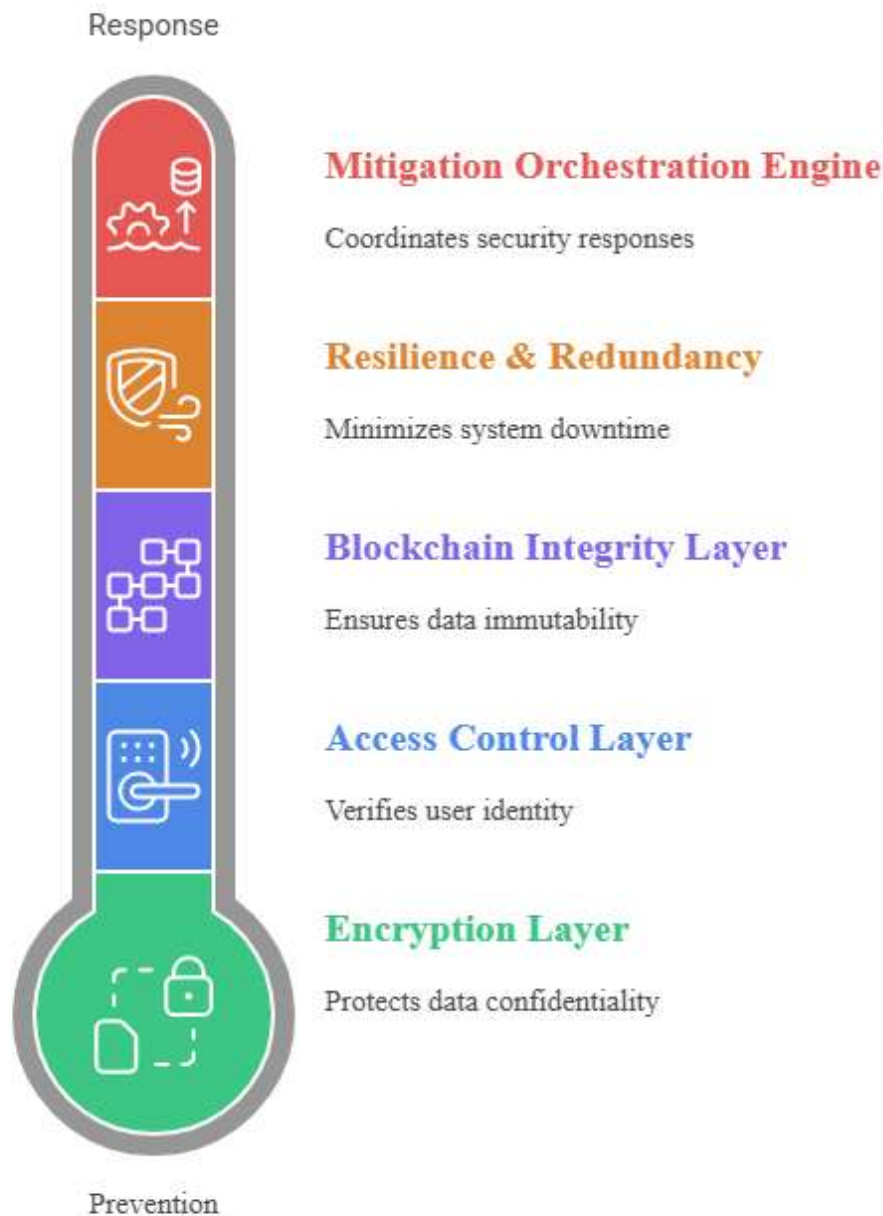 Response
Mitigation Orchestration Engine
Coordinates security responses
Resilience & Redundancy
Minimizes system downtime
Blockchain Integrity Layer
Ensures data immutability
Access Control Layer
Verifies user identity
Encryption Layer
Protects data confidentiality
Prevention